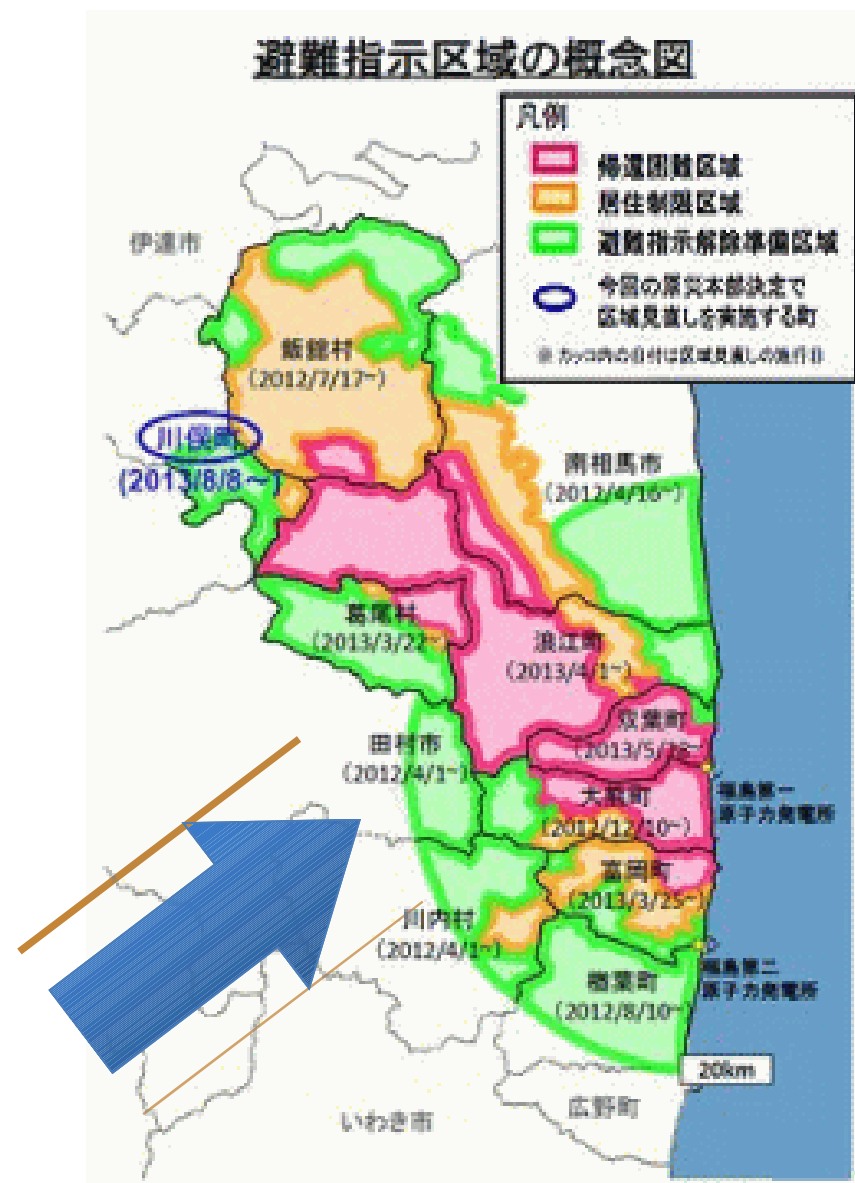 避難指示区域の概念図
凡例
帰還困難区域
居住制限区域
避難指示解除準備区域
今回の原災本部決定で
区域見直しを実施する町
※カッコ内の日付は区域見直しの施行日
伊達市
飯舘村
(2012/7/17~)
川俣町
(2013/8/8~)
南相馬市
(2012/4/16~)
葛尾村
(2013/3/22~)
浪江町
(2013/4/1~)
双葉町
(2013/5/28~)
田村市
(2012/4/1~)
大熊町
(2012/12/10~)
福島第一
原子力発電所
富岡町
(2013/3/25~)
川内村
(2012/4/1~)
福島第二
原子力発電所
楢葉町
(2012/8/10~)
20km
広野町
いわき市